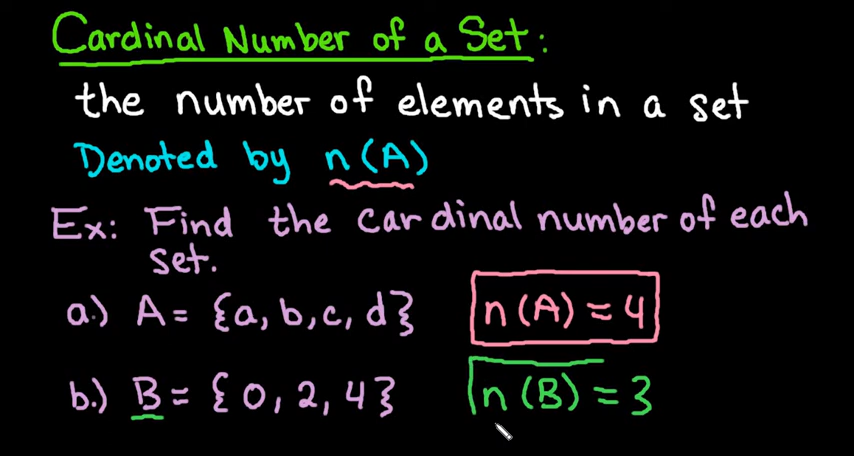 Cardinal Number of a Set:
the number of elements in a set
Denoted by n(A)
Ex: Find the cardinal number of each
set.
a.) A = {a, b, c, d} n(A) = 4
b.) B = {0, 2, 4} n(B) = 3